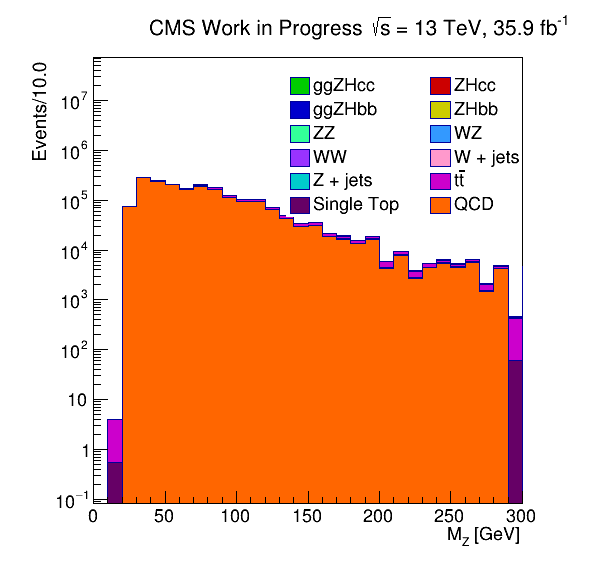 CMS Work in Progress √s = 13 TeV, 35.9 fb⁻¹
Events/10.0
ggZHcc ZHcc
ggZHbb ZHbb
ZZ WZ
WW W + jets
Z + jets tt̄
Single Top QCD
10⁷
10⁶
10⁵
10⁴
10³
10²
10
1
10⁻¹
0 50 100 150 200 250 300
M_Z [GeV]